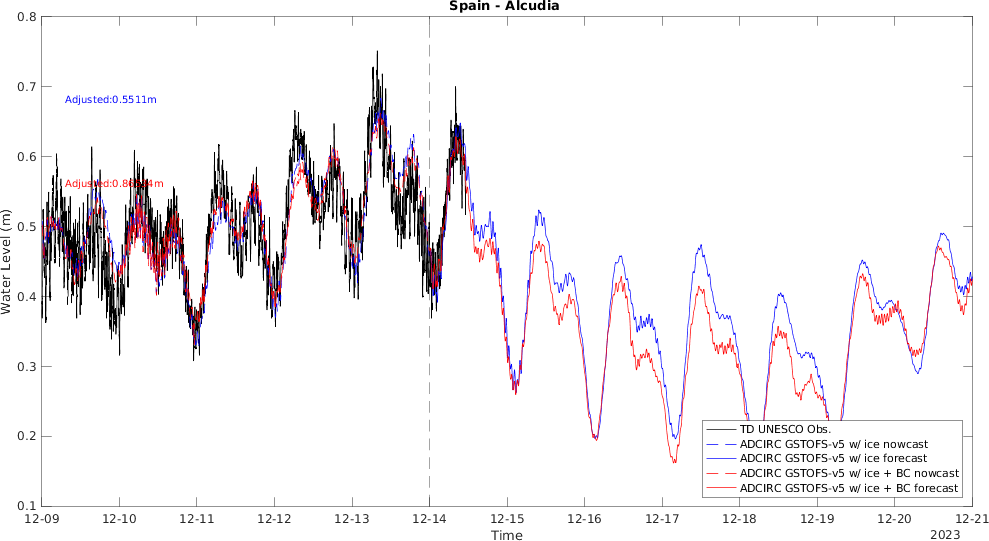 Spain - Alcudia
0.8
0.7
0.6
0.5
0.4
0.3
0.2
0.1
Water Level (m)
Adjusted:0.5511m
TD UNESCO Obs.
ADCIRC GSTOFS-v5 w/ ice nowcast
ADCIRC GSTOFS-v5 w/ ice forecast
ADCIRC GSTOFS-v5 w/ ice + BC nowcast
ADCIRC GSTOFS-v5 w/ ice + BC forecast
12-09 12-10 12-11 12-12 12-13 12-14 12-15 12-16 12-17 12-18 12-19 12-20 12-21
Time
2023